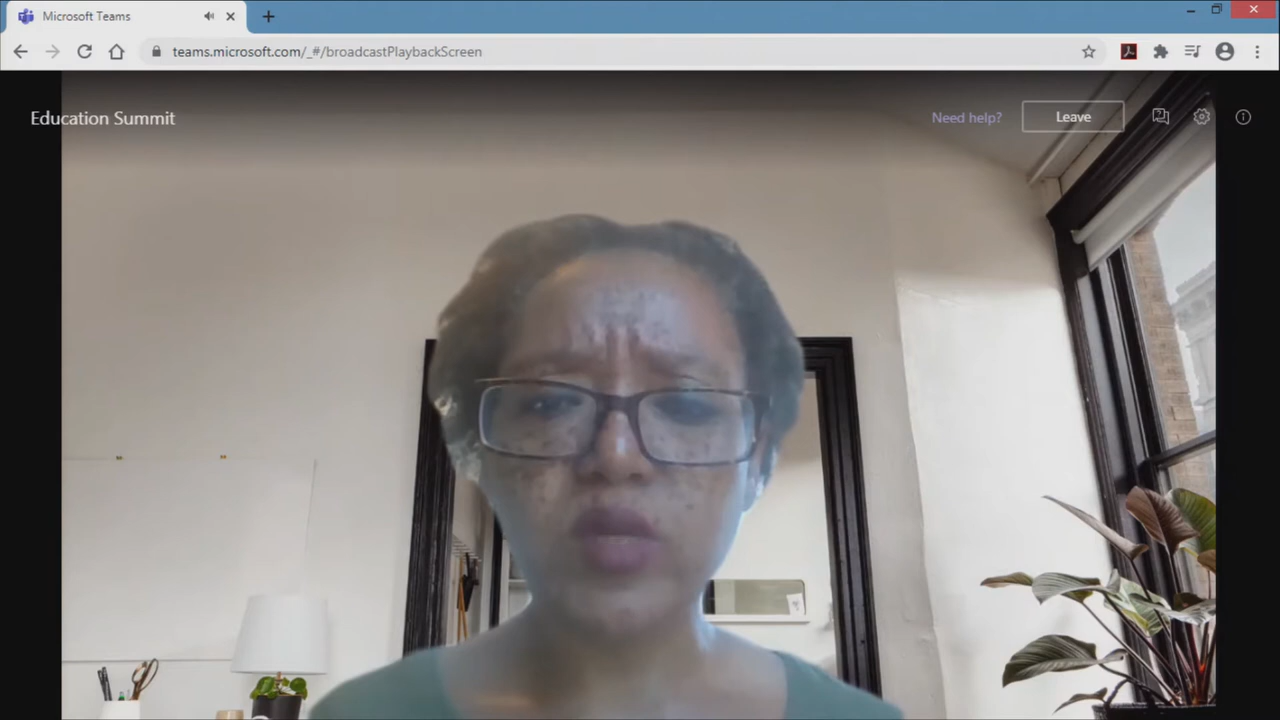 Microsoft Teams
teams.microsoft.com/_#/broadcastPlaybackScreen
Education Summit
Need help?
Leave